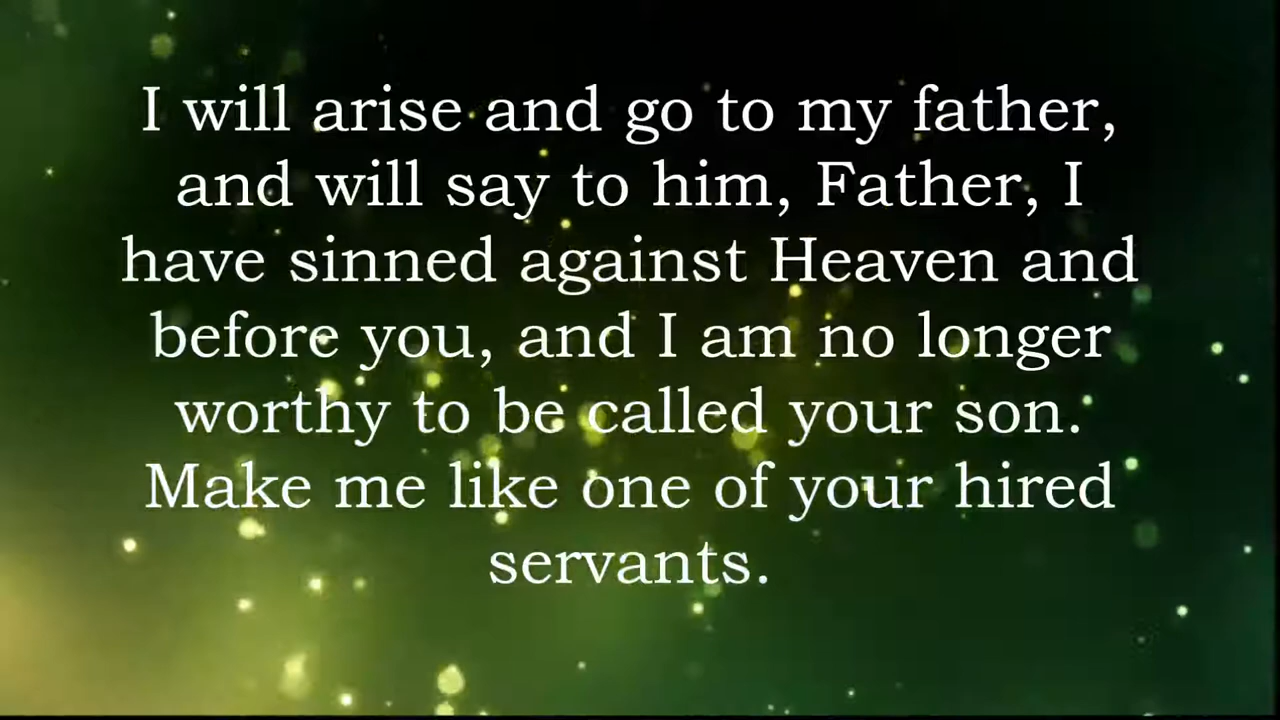 I will arise and go to my father,
and will say to him, Father, I
have sinned against Heaven and
before you, and I am no longer
worthy to be called your son.
Make me like one of your hired
servants.